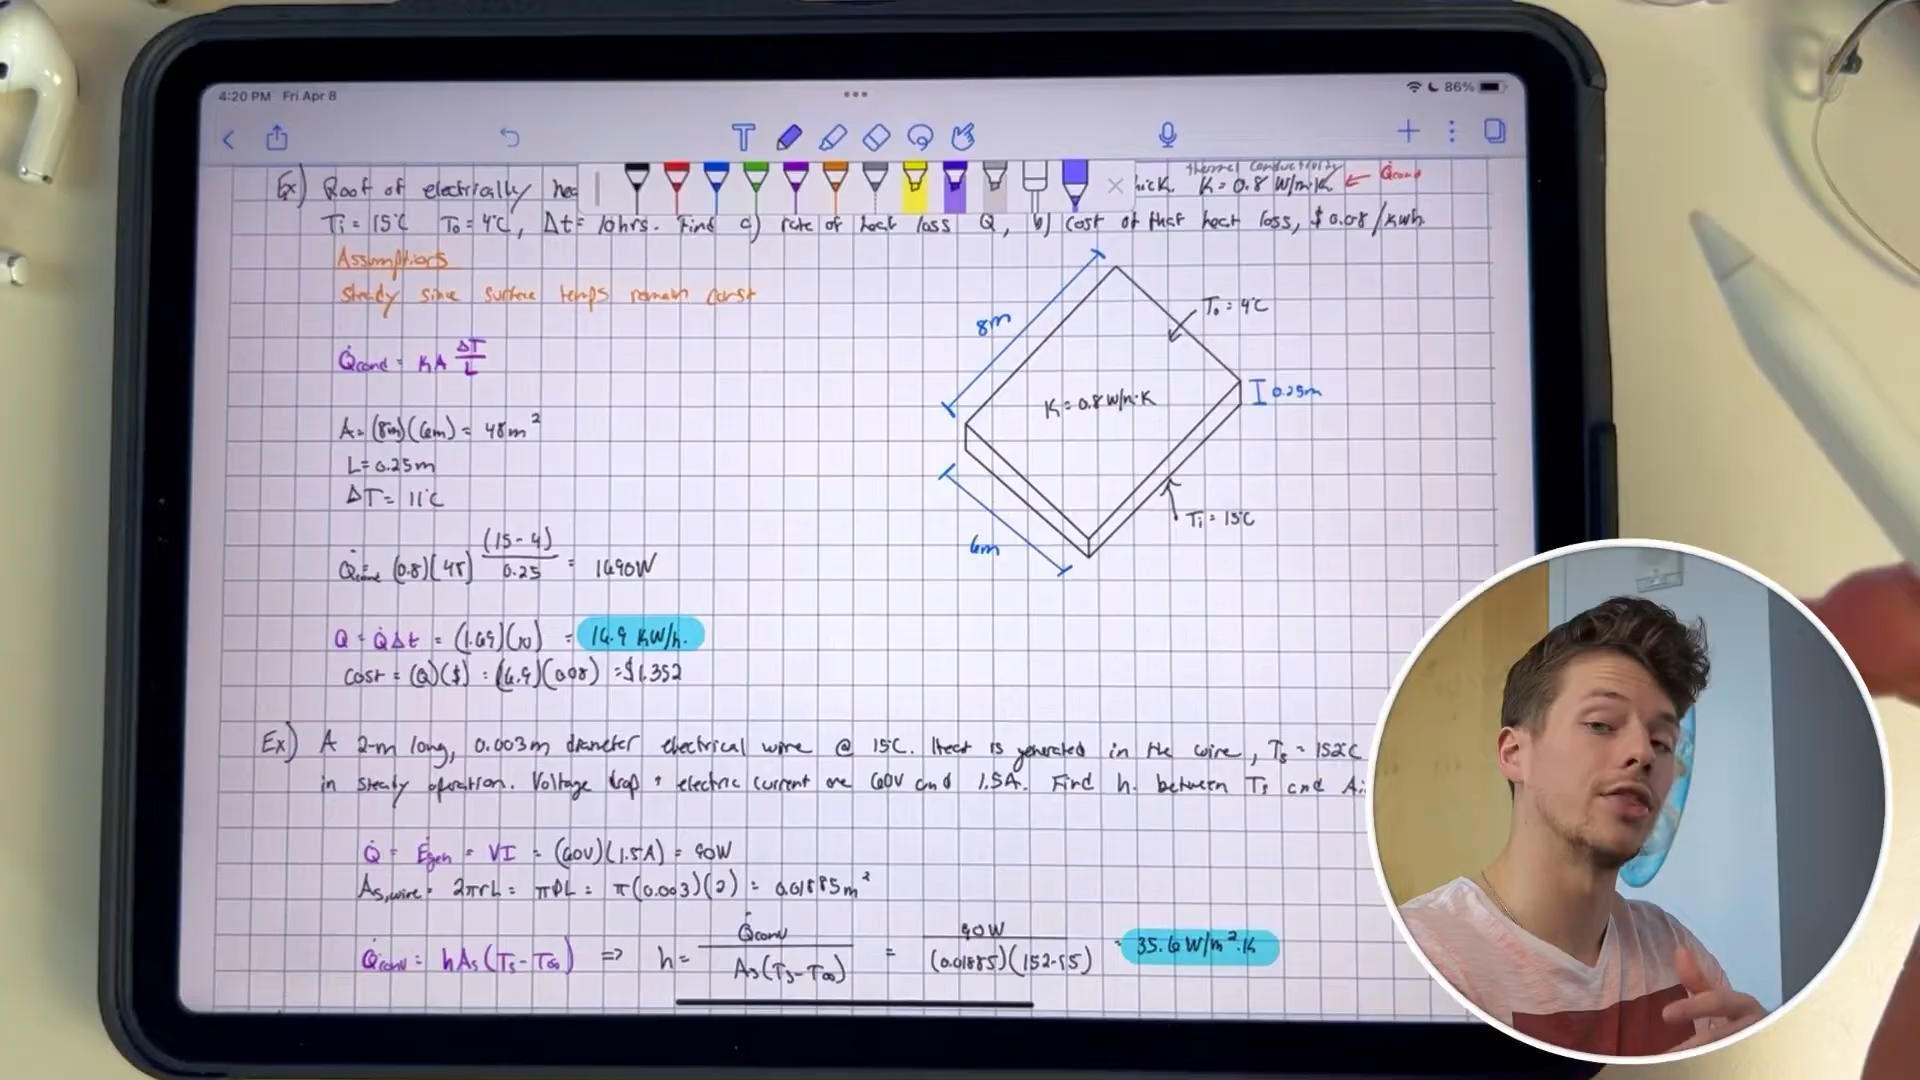 4:20 PM Fri Apr 8
86%
thermal conductivity
Ex) Roof of electrically hea hick. K = 0.8 W/m·K ← Q̇cond
Ti = 15°C To = 4°C, Δt = 10hrs. Find a) rate of heat loss Q, b) cost of that heat loss, $0.08/kWh
Assumptions
Steady since surface temps remain const
Q̇cond = KA ΔT/L
A = (8m)(6m) = 48m²
L = 0.25m
ΔT = 11°C
Q̇cond = (0.8)(48) (15-4)/0.25 = 1690W
Q = Q̇Δt = (1.69)(10) = 16.9 KW/h.
Cost = (Q)($) = (16.9)(0.08) = $1.352
8m
To = 4°C
K = 0.8 W/m·K
0.25m
6m
Ti = 15°C
Ex) A 2-m long, 0.003m diameter electrical wire @ 15°C. Heat is generated in the wire, Ts = 152°C
in steady operation. Voltage drop + electric current are 60V and 1.5A. Find h. between Ts and Ai
Q̇ = Ėgen = VI = (60V)(1.5A) = 90W
As,wire = 2πrL = πDL = π(0.003)(2) = 0.01885m²
Q̇conv = hAs(Ts-T∞) => h = Q̇conv/As(Ts-T∞) = 90W/(0.01885)(152-15) = 35.6 W/m²·K